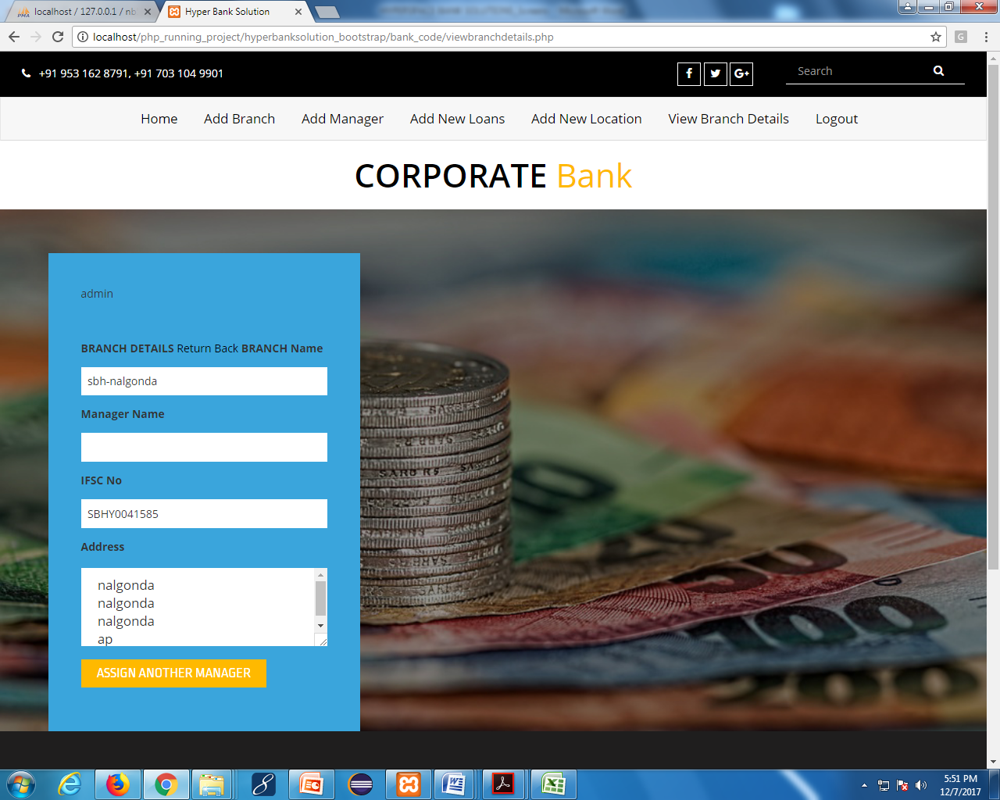 localhost / 127.0.0.1 / nb
Hyper Bank Solution
localhost/php_running_project/hyperbanksolution_bootstrap/bank_code/viewbranchdetails.php
+91 953 162 8791, +91 703 104 9901
Search
Home Add Branch Add Manager Add New Loans Add New Location View Branch Details Logout
CORPORATE Bank
admin
BRANCH DETAILS Return Back BRANCH Name
sbh-nalgonda
Manager Name
IFSC No
SBHY0041585
Address
nalgonda
nalgonda
nalgonda
ap
ASSIGN ANOTHER MANAGER
5:51 PM
12/7/2017